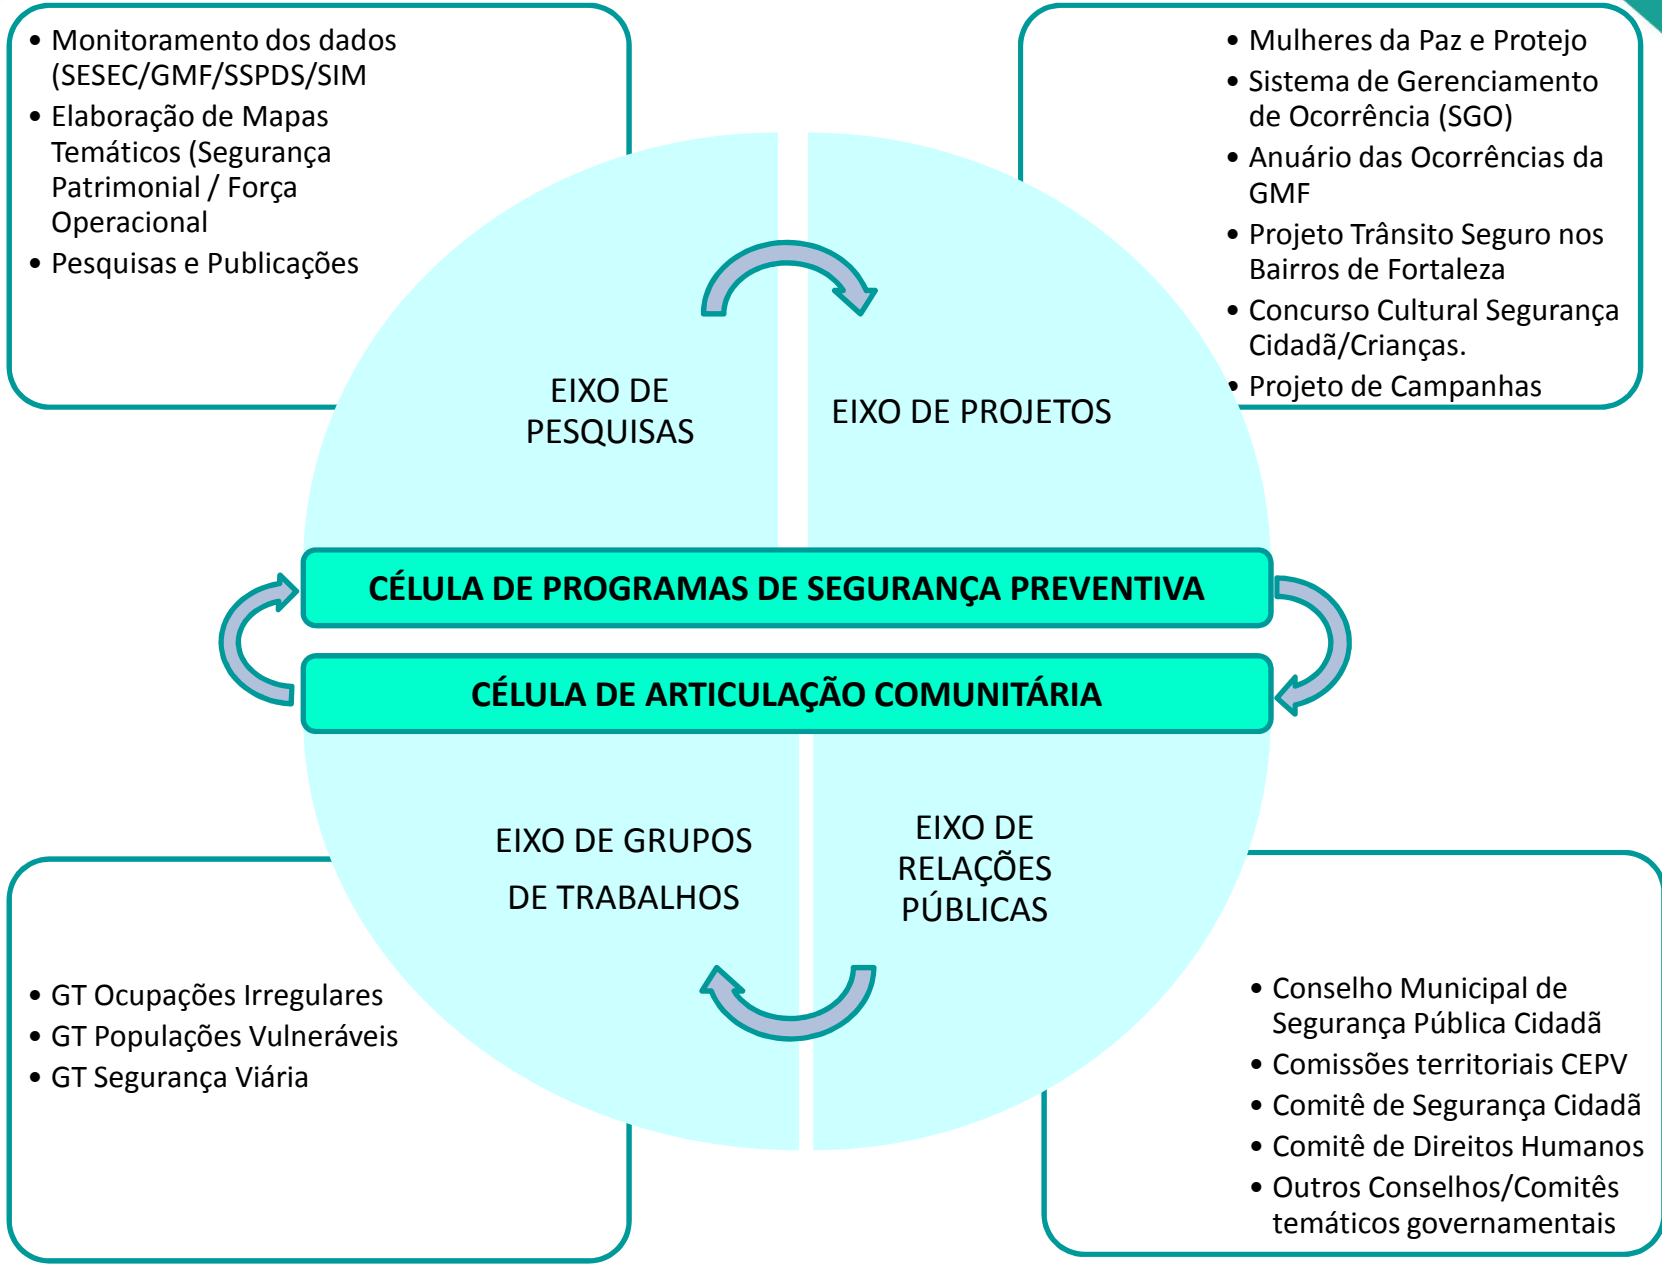 • Monitoramento dos dados
(SESEC/GMF/SSPDS/SIM
• Elaboração de Mapas
Temáticos (Segurança
Patrimonial / Força
Operacional
• Pesquisas e Publicações
• Mulheres da Paz e Protejo
• Sistema de Gerenciamento
de Ocorrência (SGO)
• Anuário das Ocorrências da
GMF
• Projeto Trânsito Seguro nos
Bairros de Fortaleza
• Concurso Cultural Segurança
Cidadã/Crianças.
• Projeto de Campanhas
EIXO DE
PESQUISAS
EIXO DE PROJETOS
CÉLULA DE PROGRAMAS DE SEGURANÇA PREVENTIVA
CÉLULA DE ARTICULAÇÃO COMUNITÁRIA
EIXO DE GRUPOS
DE TRABALHOS
EIXO DE
RELAÇÕES
PÚBLICAS
• GT Ocupações Irregulares
• GT Populações Vulneráveis
• GT Segurança Viária
• Conselho Municipal de
Segurança Pública Cidadã
• Comissões territoriais CEPV
• Comitê de Segurança Cidadã
• Comitê de Direitos Humanos
• Outros Conselhos/Comitês
temáticos governamentais